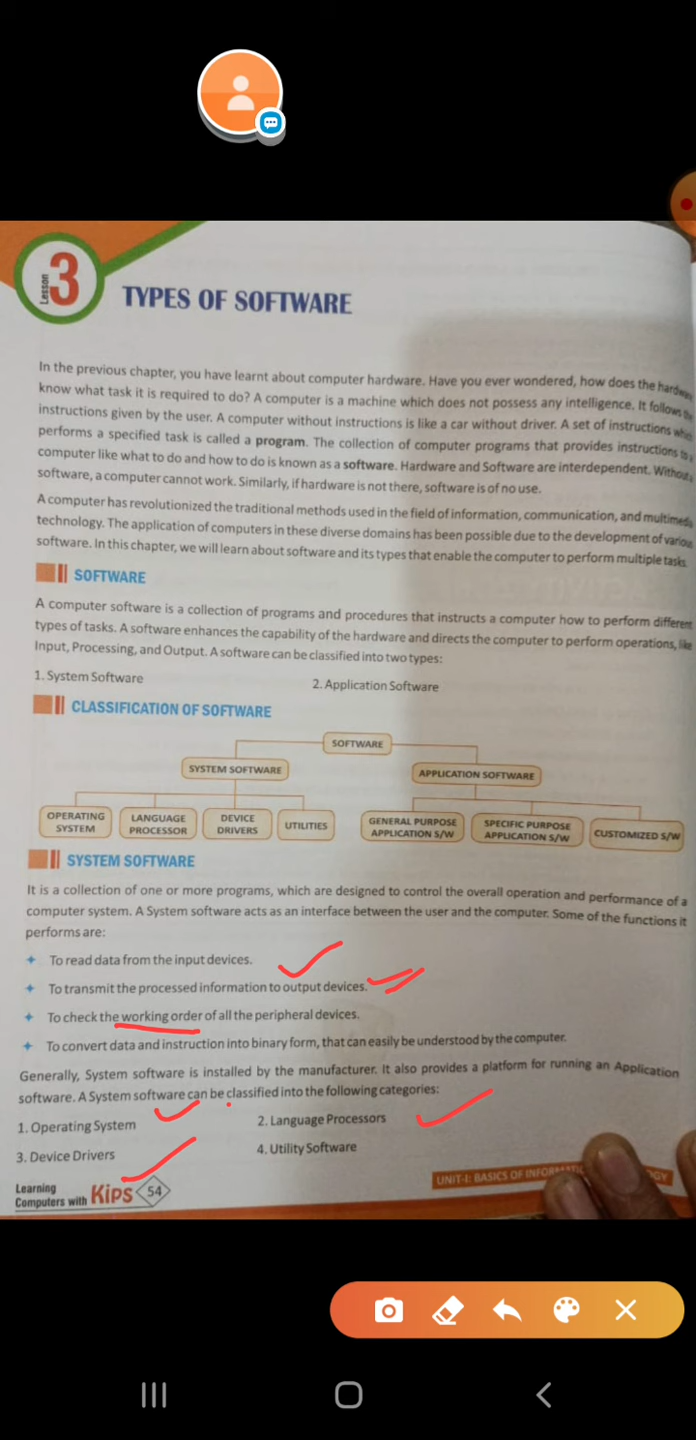 Lesson 3
TYPES OF SOFTWARE
In the previous chapter, you have learnt about computer hardware. Have you ever wondered, how does the hardware
know what task it is required to do? A computer is a machine which does not possess any intelligence. It follows the
instructions given by the user. A computer without instructions is like a car without driver. A set of instructions which
performs a specified task is called a program. The collection of computer programs that provides instructions to a
computer like what to do and how to do is known as a software. Hardware and Software are interdependent. Without
software, a computer cannot work. Similarly, if hardware is not there, software is of no use.
A computer has revolutionized the traditional methods used in the field of information, communication, and multimedia
technology. The application of computers in these diverse domains has been possible due to the development of various
software. In this chapter, we will learn about software and its types that enable the computer to perform multiple tasks.
SOFTWARE
A computer software is a collection of programs and procedures that instructs a computer how to perform different
types of tasks. A software enhances the capability of the hardware and directs the computer to perform operations, like
Input, Processing, and Output. A software can be classified into two types:
1. System Software 2. Application Software
CLASSIFICATION OF SOFTWARE
SOFTWARE
SYSTEM SOFTWARE APPLICATION SOFTWARE
OPERATING SYSTEM LANGUAGE PROCESSOR DEVICE DRIVERS UTILITIES GENERAL PURPOSE APPLICATION S/W SPECIFIC PURPOSE APPLICATION S/W CUSTOMIZED S/W
SYSTEM SOFTWARE
It is a collection of one or more programs, which are designed to control the overall operation and performance of a
computer system. A System software acts as an interface between the user and the computer. Some of the functions it
performs are:
To read data from the input devices.
To transmit the processed information to output devices.
To check the working order of all the peripheral devices.
To convert data and instruction into binary form, that can easily be understood by the computer.
Generally, System software is installed by the manufacturer. It also provides a platform for running an Application
software. A System software can be classified into the following categories:
1. Operating System 2. Language Processors
3. Device Drivers 4. Utility Software
Learning Computers with Kips 54
UNIT-I: BASICS OF